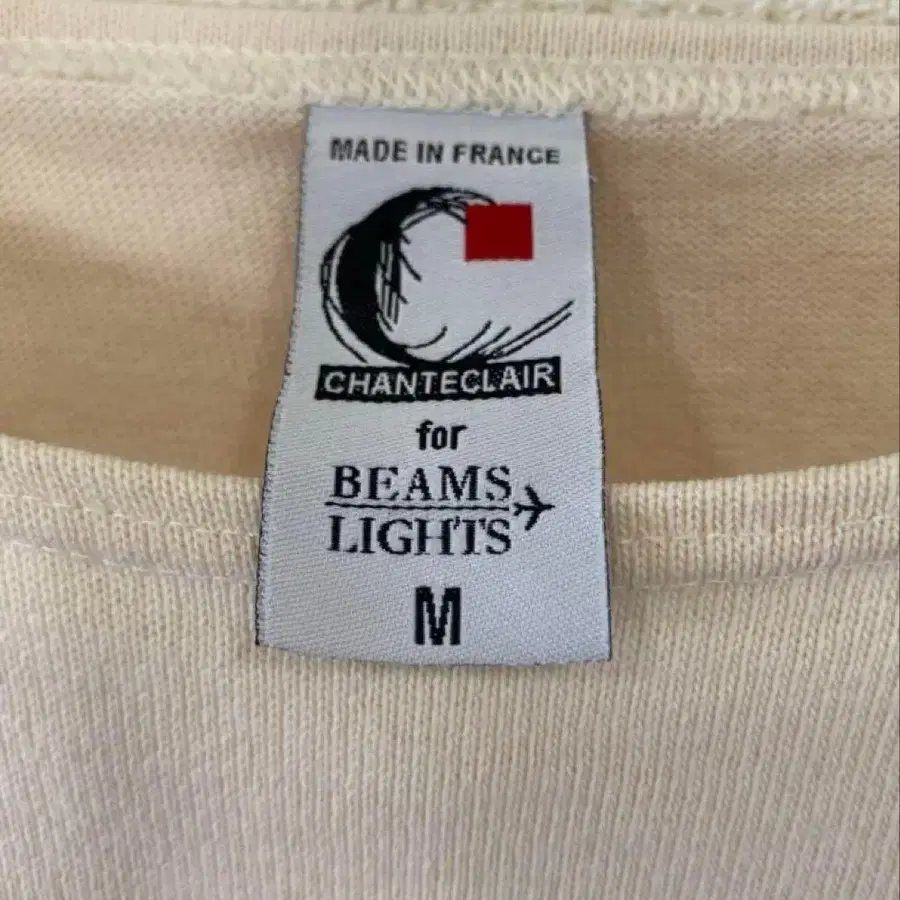 MADE IN FRANCE
CHANTECLAIR
for
BEAMS
LIGHTS
M